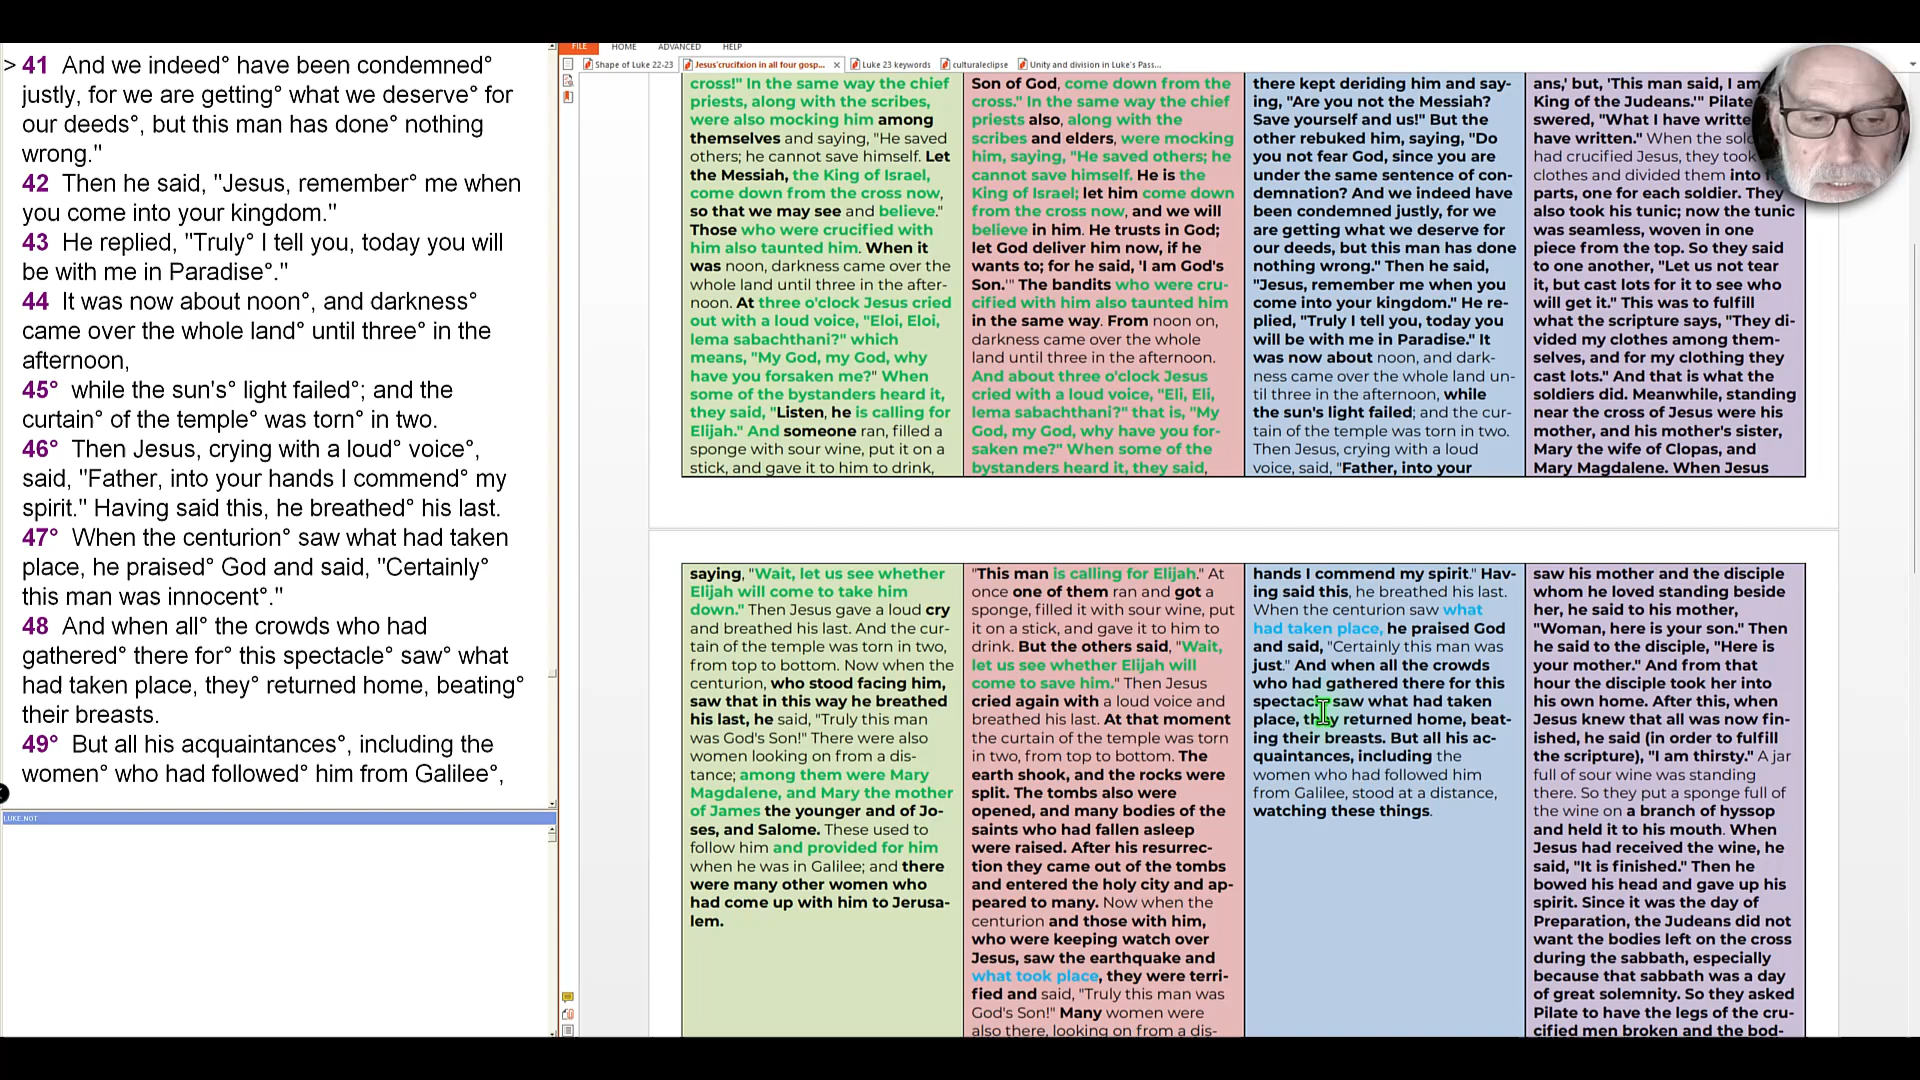 > 41 And we indeed° have been condemned°
justly, for we are getting° what we deserve° for
our deeds°, but this man has done° nothing
wrong."
42 Then he said, "Jesus, remember° me when
you come into your kingdom."
43 He replied, "Truly° I tell you, today you will
be with me in Paradise°."
44 It was now about noon°, and darkness°
came over the whole land° until three° in the
afternoon,
45° while the sun's° light failed°; and the
curtain° of the temple° was torn° in two.
46° Then Jesus, crying with a loud° voice°,
said, "Father, into your hands I commend° my
spirit." Having said this, he breathed° his last.
47° When the centurion° saw what had taken
place, he praised° God and said, "Certainly°
this man was innocent°."
48 And when all° the crowds who had
gathered° there for° this spectacle° saw° what
had taken place, they° returned home, beating°
their breasts.
49° But all his acquaintances°, including the
women° who had followed° him from Galilee°,
LUKE.NOT
FILE HOME ADVANCED HELP
Shape of Luke 22-23 Jesus'crucifxion in all four gosp... × Luke 23 keywords culturaleclipse Unity and division in Luke's Pass...
cross!" In the same way the chief
priests, along with the scribes,
were also mocking him among
themselves and saying, "He saved
others; he cannot save himself. Let
the Messiah, the King of Israel,
come down from the cross now,
so that we may see and believe."
Those who were crucified with
him also taunted him. When it
was noon, darkness came over the
whole land until three in the after-
noon. At three o'clock Jesus cried
out with a loud voice, "Eloi, Eloi,
lema sabachthani?" which
means, "My God, my God, why
have you forsaken me?" When
some of the bystanders heard it,
they said, "Listen, he is calling for
Elijah." And someone ran, filled a
sponge with sour wine, put it on a
stick, and gave it to him to drink,
saying, "Wait, let us see whether
Elijah will come to take him
down." Then Jesus gave a loud cry
and breathed his last. And the cur-
tain of the temple was torn in two,
from top to bottom. Now when the
centurion, who stood facing him,
saw that in this way he breathed
his last, he said, "Truly this man
was God's Son!" There were also
women looking on from a dis-
tance; among them were Mary
Magdalene, and Mary the mother
of James the younger and of Jo-
ses, and Salome. These used to
follow him and provided for him
when he was in Galilee; and there
were many other women who
had come up with him to Jerusa-
lem.
Son of God, come down from the
cross." In the same way the chief
priests also, along with the
scribes and elders, were mocking
him, saying, "He saved others; he
cannot save himself. He is the
King of Israel; let him come down
from the cross now, and we will
believe in him. He trusts in God;
let God deliver him now, if he
wants to; for he said, 'I am God's
Son.'" The bandits who were cru-
cified with him also taunted him
in the same way. From noon on,
darkness came over the whole
land until three in the afternoon.
And about three o'clock Jesus
cried with a loud voice, "Eli, Eli,
lema sabachthani?" that is, "My
God, my God, why have you for-
saken me?" When some of the
bystanders heard it, they said,
"This man is calling for Elijah." At
once one of them ran and got a
sponge, filled it with sour wine, put
it on a stick, and gave it to him to
drink. But the others said, "Wait,
let us see whether Elijah will
come to save him." Then Jesus
cried again with a loud voice and
breathed his last. At that moment
the curtain of the temple was torn
in two, from top to bottom. The
earth shook, and the rocks were
split. The tombs also were
opened, and many bodies of the
saints who had fallen asleep
were raised. After his resurrec-
tion they came out of the tombs
and entered the holy city and ap-
peared to many. Now when the
centurion and those with him,
who were keeping watch over
Jesus, saw the earthquake and
what took place, they were terri-
fied and said, "Truly this man was
God's Son!" Many women were
also there, looking on from a dis-
there kept deriding him and say-
ing, "Are you not the Messiah?
Save yourself and us!" But the
other rebuked him, saying, "Do
you not fear God, since you are
under the same sentence of con-
demnation? And we indeed have
been condemned justly, for we
are getting what we deserve for
our deeds, but this man has done
nothing wrong." Then he said,
"Jesus, remember me when you
come into your kingdom." He re-
plied, "Truly I tell you, today you
will be with me in Paradise." It
was now about noon, and dark-
ness came over the whole land un-
til three in the afternoon, while
the sun's light failed; and the cur-
tain of the temple was torn in two.
Then Jesus, crying with a loud
voice, said, "Father, into your
hands I commend my spirit." Hav-
ing said this, he breathed his last.
When the centurion saw what
had taken place, he praised God
and said, "Certainly this man was
just." And when all the crowds
who had gathered there for this
saw what had taken
place, they returned home, beat-
ing their breasts. But all his ac-
quaintances, including the
women who had followed him
from Galilee, stood at a distance,
watching these things.
ans,' but, 'This man said, I am
King of the Judeans.'" Pilate
swered, "What I have
have written." When the
had crucified Jesus, they took
clothes and divided them into
parts, one for each soldier. They
also took his tunic; now the tunic
was seamless, woven in one
piece from the top. So they said
to one another, "Let us not tear
it, but cast lots for it to see who
will get it." This was to fulfill
what the scripture says, "They di-
vided my clothes among them-
selves, and for my clothing they
cast lots." And that is what the
soldiers did. Meanwhile, standing
near the cross of Jesus were his
mother, and his mother's sister,
Mary the wife of Clopas, and
Mary Magdalene. When Jesus
saw his mother and the disciple
whom he loved standing beside
her, he said to his mother,
"Woman, here is your son." Then
he said to the disciple, "Here is
your mother." And from that
hour the disciple took her into
his own home. After this, when
Jesus knew that all was now fin-
ished, he said (in order to fulfill
the scripture), "I am thirsty." A jar
full of sour wine was standing
there. So they put a sponge full of
the wine on a branch of hyssop
and held it to his mouth. When
Jesus had received the wine, he
said, "It is finished." Then he
bowed his head and gave up his
spirit. Since it was the day of
Preparation, the Judeans did not
want the bodies left on the cross
during the sabbath, especially
because that sabbath was a day
of great solemnity. So they asked
Pilate to have the legs of the cru-
cified men broken and the bod-